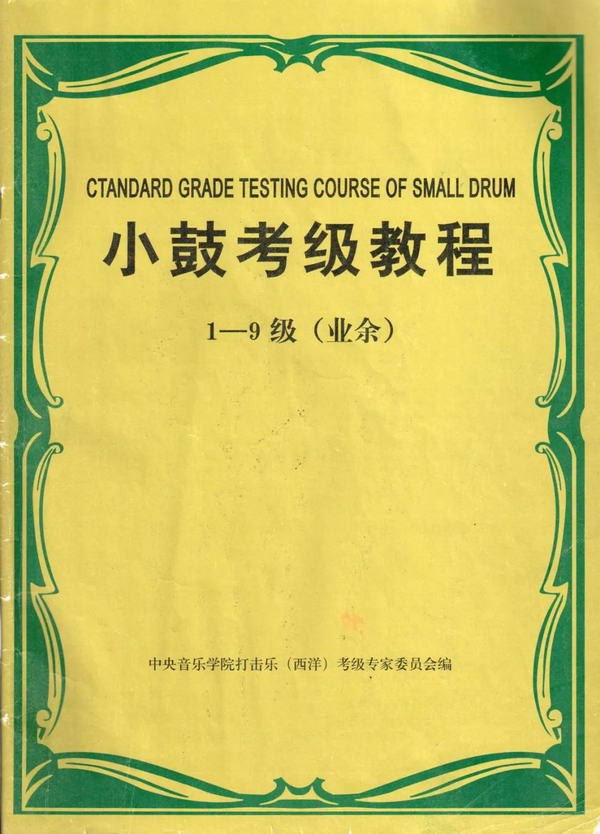 CTANDARD GRADE TESTING COURSE OF SMALL DRUM
小鼓考级教程
1—9 级（业余）
中央音乐学院打击乐（西洋）考级专家委员会编